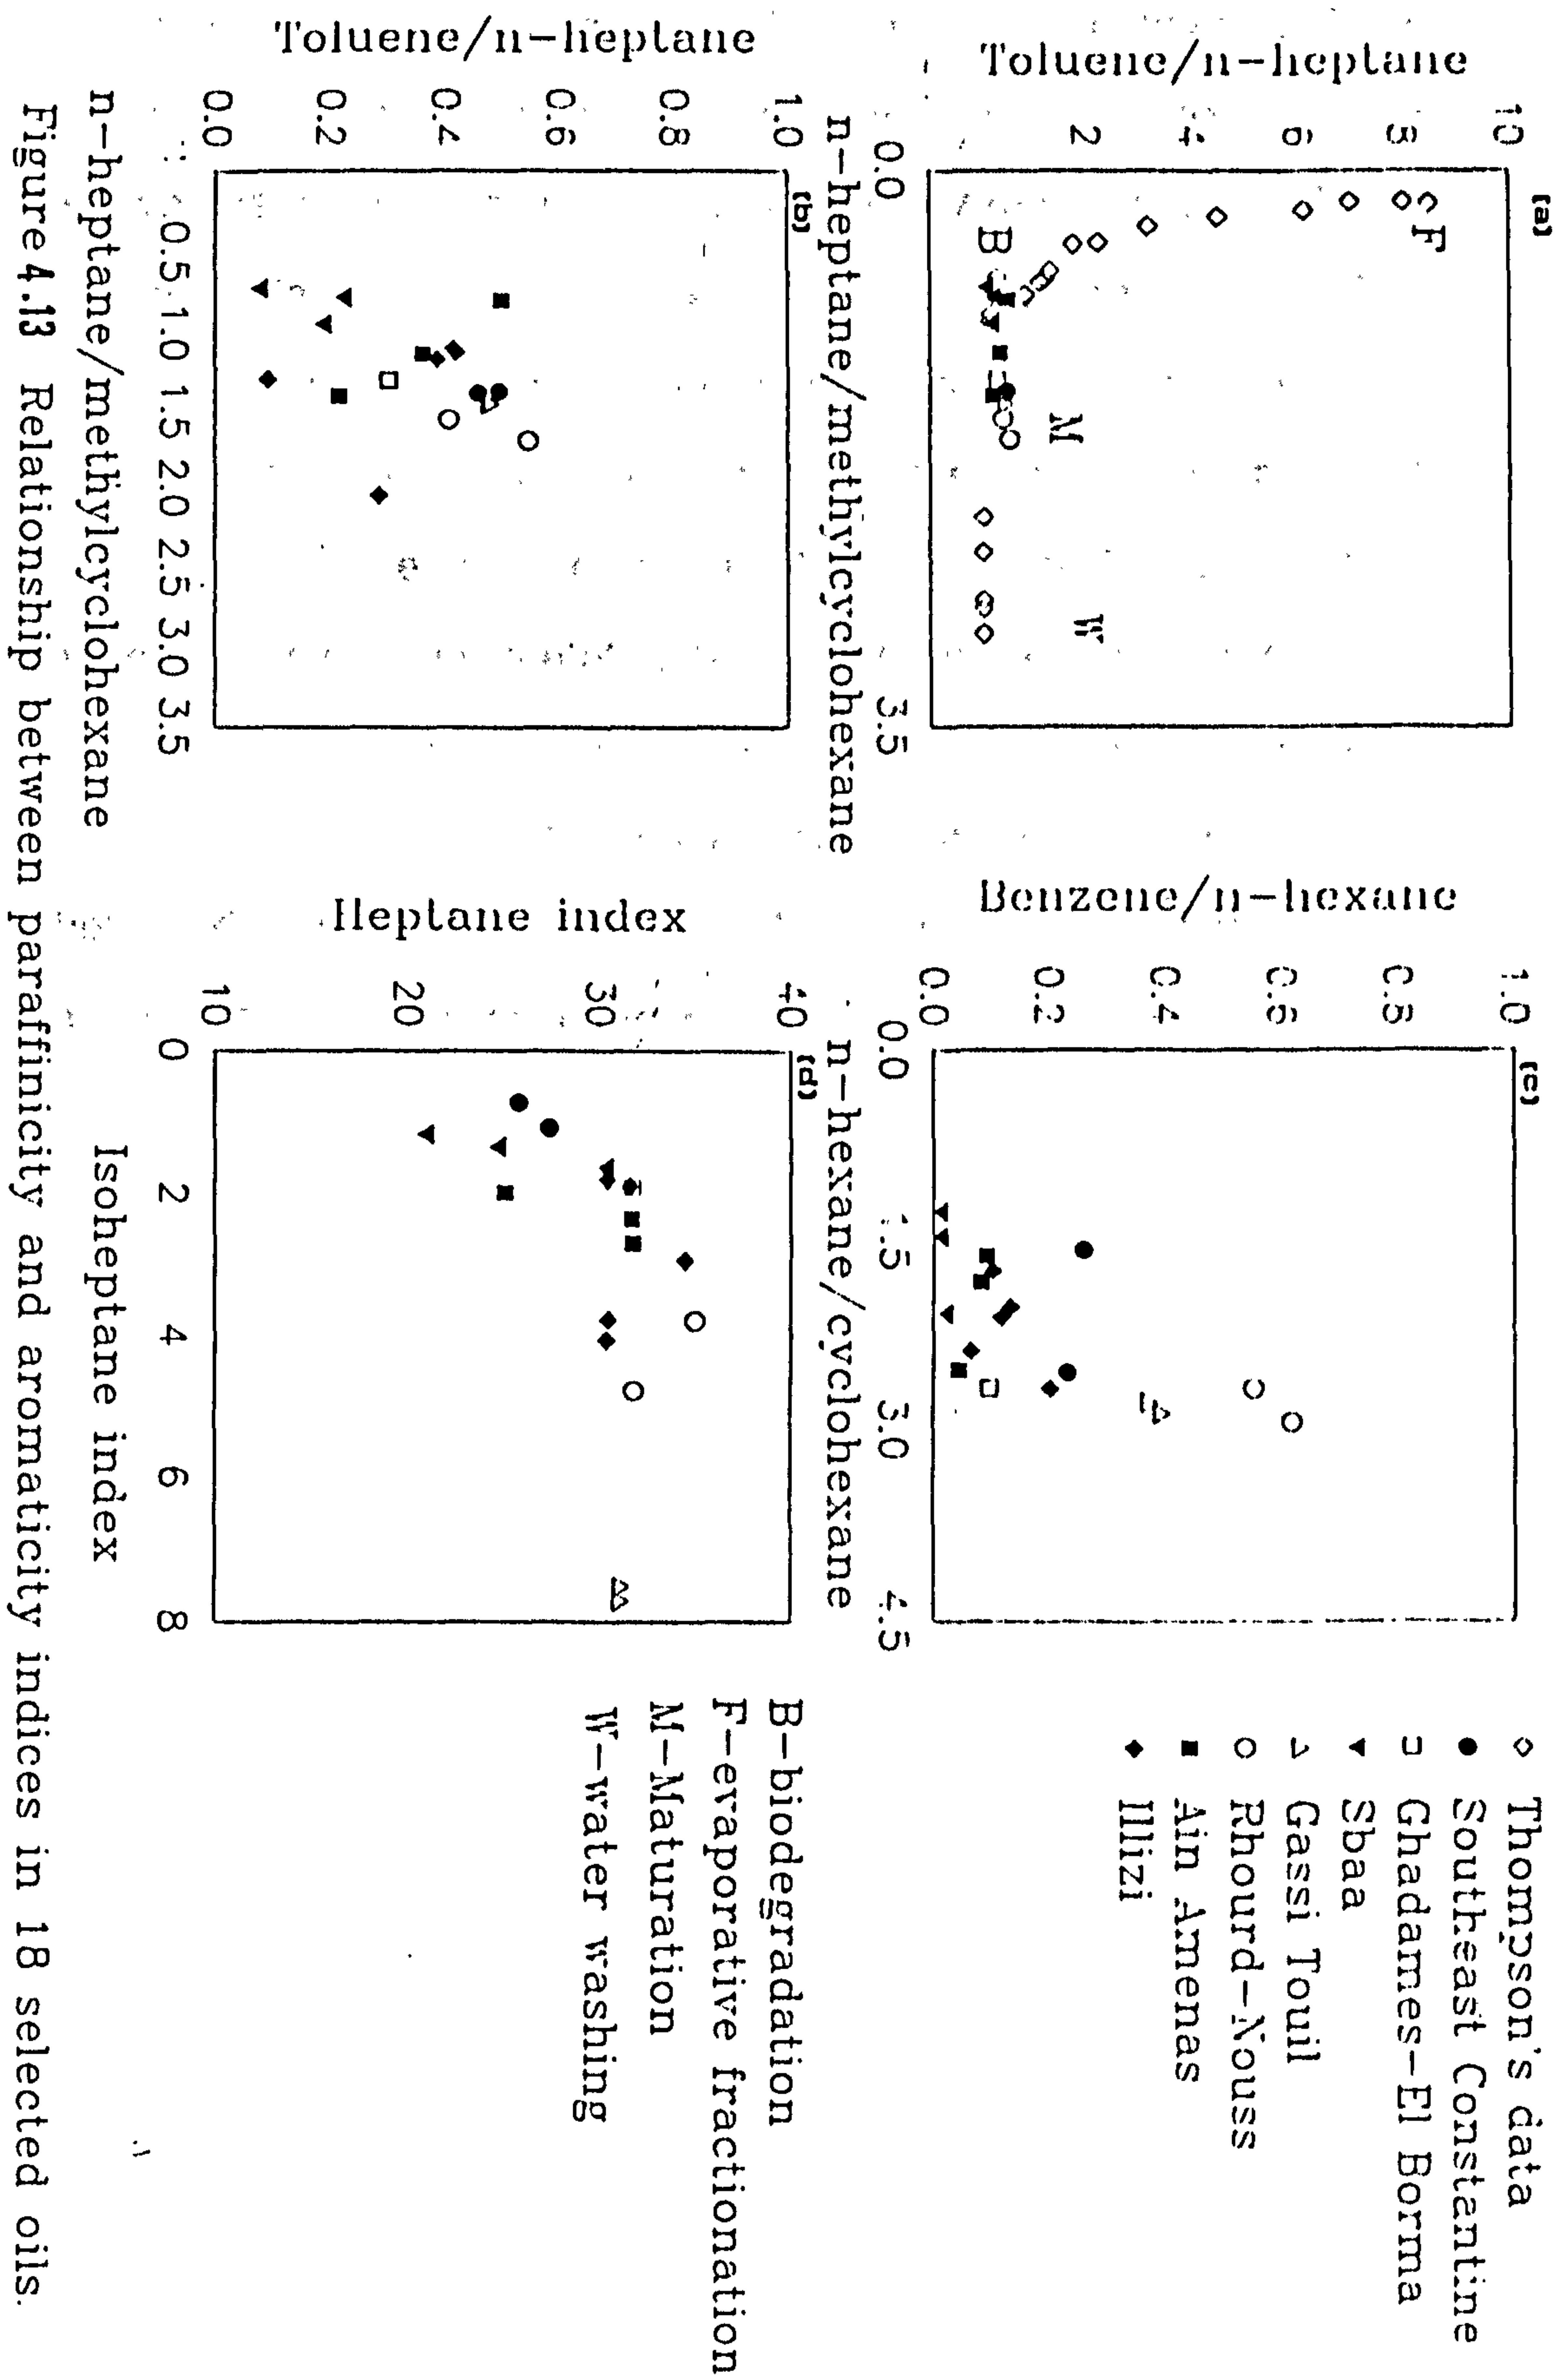 (a)
Toluene/n-heptane
10
8
6
4
2
F
B
M
W
0.0
3.5
n-heptane/methylcyclohexane
(b)
Toluene/n-heptane
1.0
0.8
0.6
0.4
0.2
0.0
0.5 1.0 1.5 2.0 2.5 3.0 3.5
n-heptane/methylcyclohexane
(c)
Benzene/n-hexane
1.0
0.8
0.6
0.4
0.2
0.0
0.0 1.5 3.0 4.5
n-hexane/cyclohexane
(d)
Heptane index
40
30
20
10
0 2 4 6 8
Isoheptane index
Thompson's data
Southeast Constantine
Ghadames-El Borma
Sbaa
Gassi Touil
Rhourd-Nouss
Ain Amenas
Illizi
B-biodegradation
F-evaporative fractionation
M-Maturation
W-water washing
Figure 4.13 Relationship between paraffinicity and aromaticity indices in 18 selected oils.